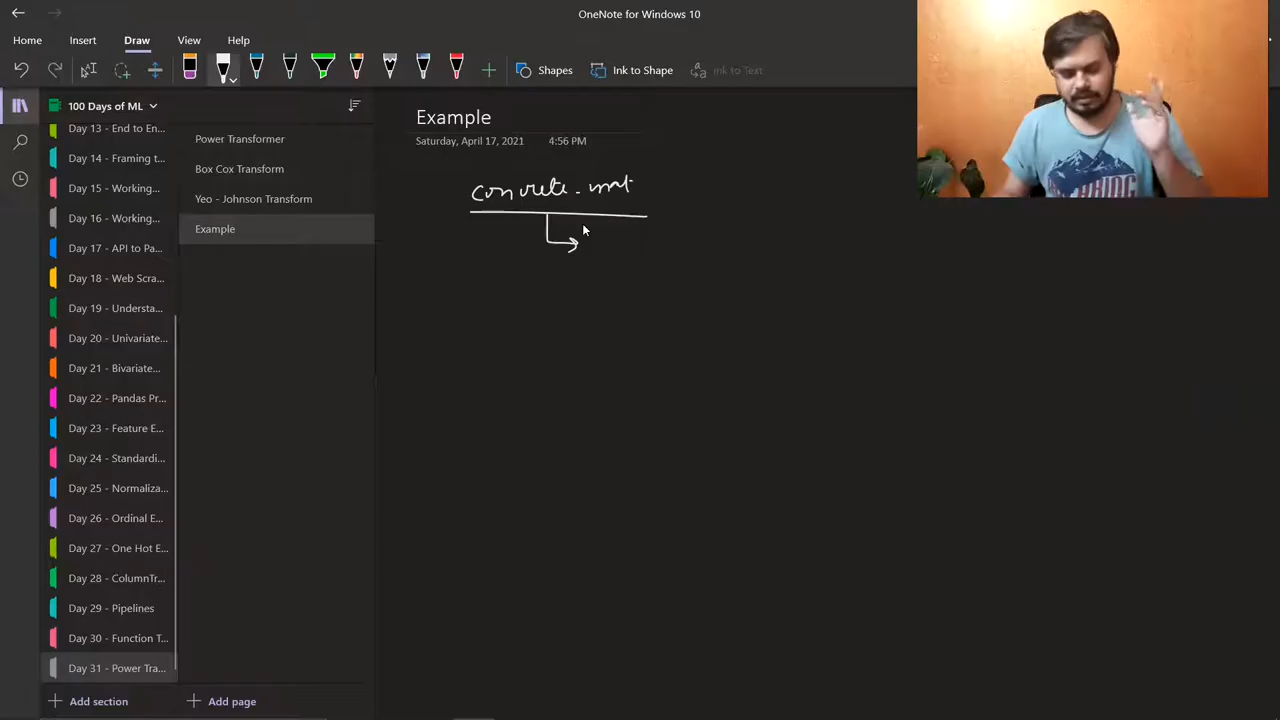 OneNote for Windows 10
Home Insert Draw View Help
Shapes Ink to Shape Ink to Text
100 Days of ML
Day 13 - End to En...
Day 14 - Framing t...
Day 15 - Working...
Day 16 - Working...
Day 17 - API to Pa...
Day 18 - Web Scra...
Day 19 - Understa...
Day 20 - Univariate...
Day 21 - Bivariate...
Day 22 - Pandas Pr...
Day 23 - Feature E...
Day 24 - Standardi...
Day 25 - Normaliza...
Day 26 - Ordinal E...
Day 27 - One Hot E...
Day 28 - ColumnTr...
Day 29 - Pipelines
Day 30 - Function T...
Day 31 - Power Tra...
Add section
Power Transformer
Box Cox Transform
Yeo - Johnson Transform
Example
Add page
Example
Saturday, April 17, 2021 4:56 PM
concrete-